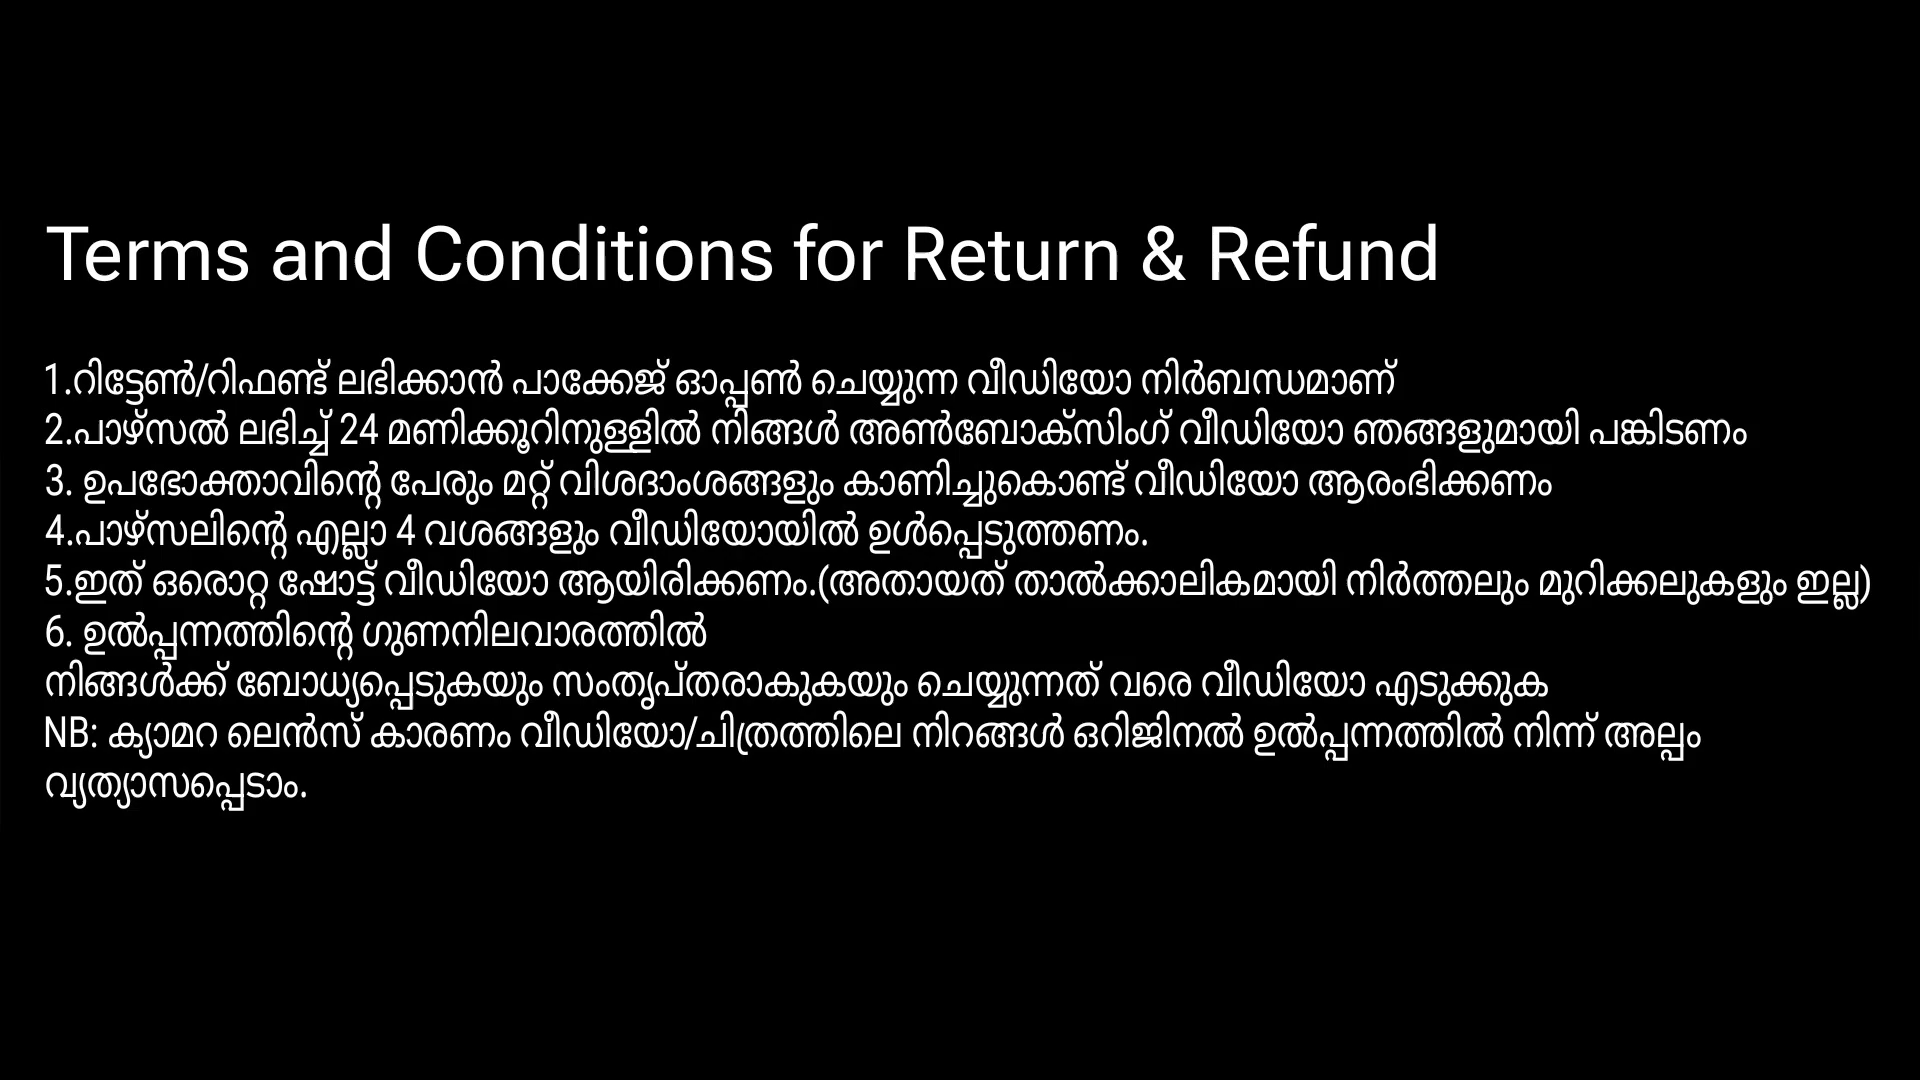 Terms and Conditions for Return & Refund
1.റിട്ടേൺ/റിഫണ്ട് ലഭിക്കാൻ പാക്കേജ് ഓപ്പൺ ചെയ്യുന്ന വീഡിയോ നിർബന്ധമാണ്
2.പാഴ്സൽ ലഭിച്ച് 24 മണിക്കൂറിനുള്ളിൽ നിങ്ങൾ അൺബോക്സിംഗ് വീഡിയോ ഞങ്ങളുമായി പങ്കിടണം
3. ഉപഭോക്താവിന്റെ പേരും മറ്റ് വിശദാംശങ്ങളും കാണിച്ചുകൊണ്ട് വീഡിയോ ആരംഭിക്കണം
4.പാഴ്സലിന്റെ എല്ലാ 4 വശങ്ങളും വീഡിയോയിൽ ഉൾപ്പെടുത്തണം.
5.ഇത് ഒരൊറ്റ ഷോട്ട് വീഡിയോ ആയിരിക്കണം.(അതായത് താൽക്കാലികമായി നിർത്തലും മുറിക്കലുകളും ഇല്ല)
6. ഉൽപ്പന്നത്തിന്റെ ഗുണനിലവാരത്തിൽ
നിങ്ങൾക്ക് ബോധ്യപ്പെടുകയും സംതൃപ്തരാകുകയും ചെയ്യുന്നത് വരെ വീഡിയോ എടുക്കുക
NB: ക്യാമറ ലെൻസ് കാരണം വീഡിയോ/ചിത്രത്തിലെ നിറങ്ങൾ ഒറിജിനൽ ഉൽപ്പന്നത്തിൽ നിന്ന് അല്പം
വ്യത്യാസപ്പെടാം.